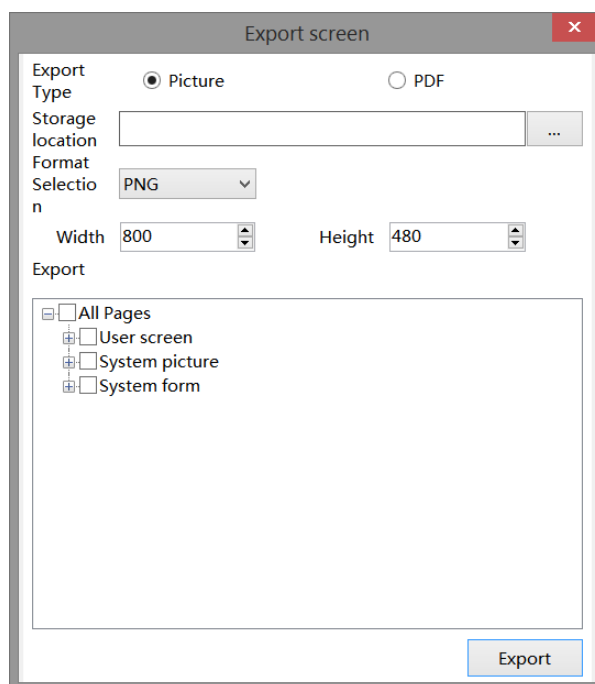 Export screen
Export
Type
Picture
PDF
Storage
location
...
Format
Selectio
n
PNG
Width 800 Height 480
Export
All Pages
User screen
System picture
System form
Export